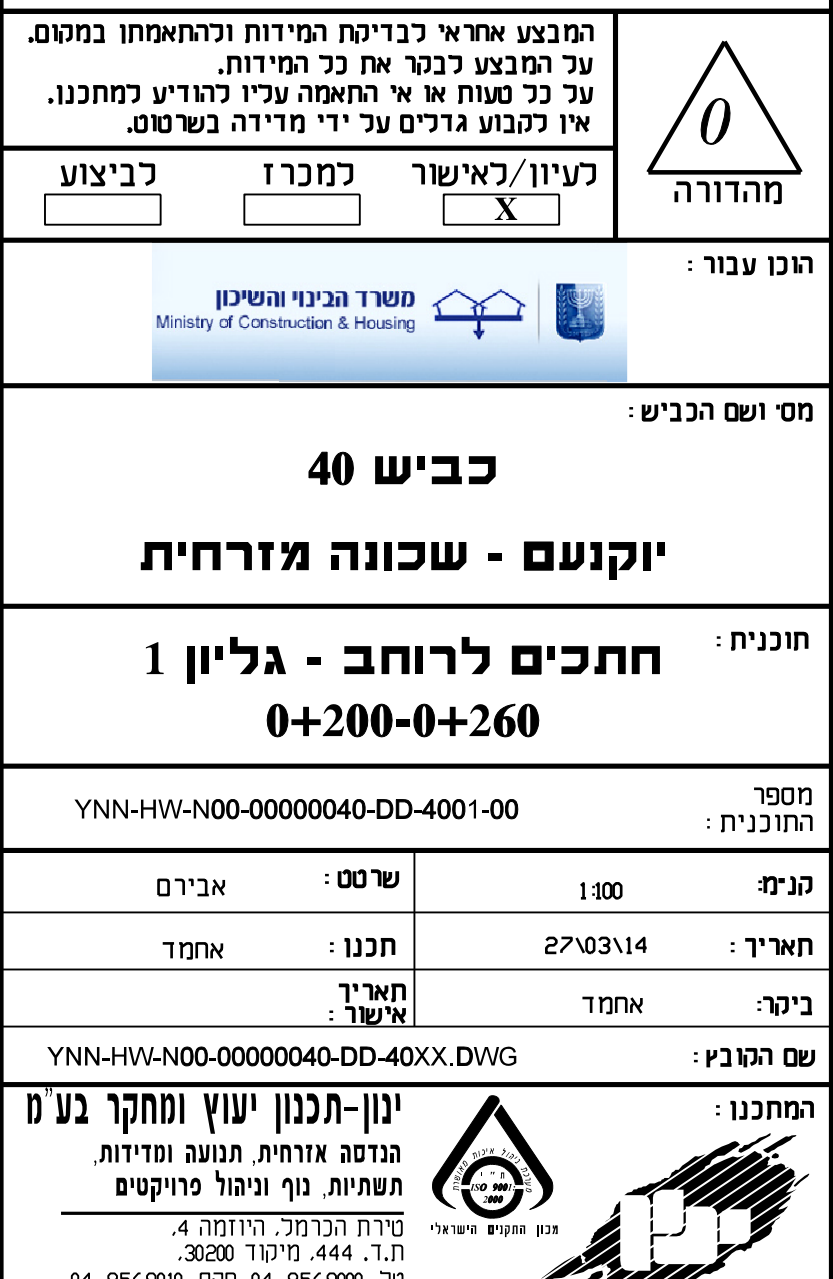 המבצע אחראי לבדיקת המידות ולהתאמתן במקום.
על המבצע לבקר את כל המידות.
על כל טעות או אי התאמה עליו להודיע למתכנן.
אין לקבוע גדלים על ידי מדידה בשרטוט.
0
מהדורה
לעיון/לאישור למכרז לביצוע
X
הוכן עבור :
משרד הבינוי והשיכון
Ministry of Construction & Housing
מס' ושם הכביש :
כביש 40
יוקנעם - שכונה מזרחית
תוכנית :
חתכים לרוחב - גליון 1
0+200-0+260
מספר
התוכנית :
YNN-HW-N00-00000040-DD-4001-00
קנ"מ: 1:100 שרטט : אבירם
תאריך : 27\03\14 תכנן : אחמד
ביקר: אחמד תאריך אישור :
שם הקובץ : YNN-HW-N00-00000040-DD-40XX.DWG
המתכנן :
ינון
מערכת ניהול איכות מאושרת
ת"י
ISO 9001:
2000
מכון התקנים הישראלי
ינון-תכנון יעוץ ומחקר בע"מ
הנדסה אזרחית, תנועה ומדידות,
תשתיות, נוף וניהול פרויקטים
טירת הכרמל, היוזמה 4,
ת.ד. 444, מיקוד 30200,